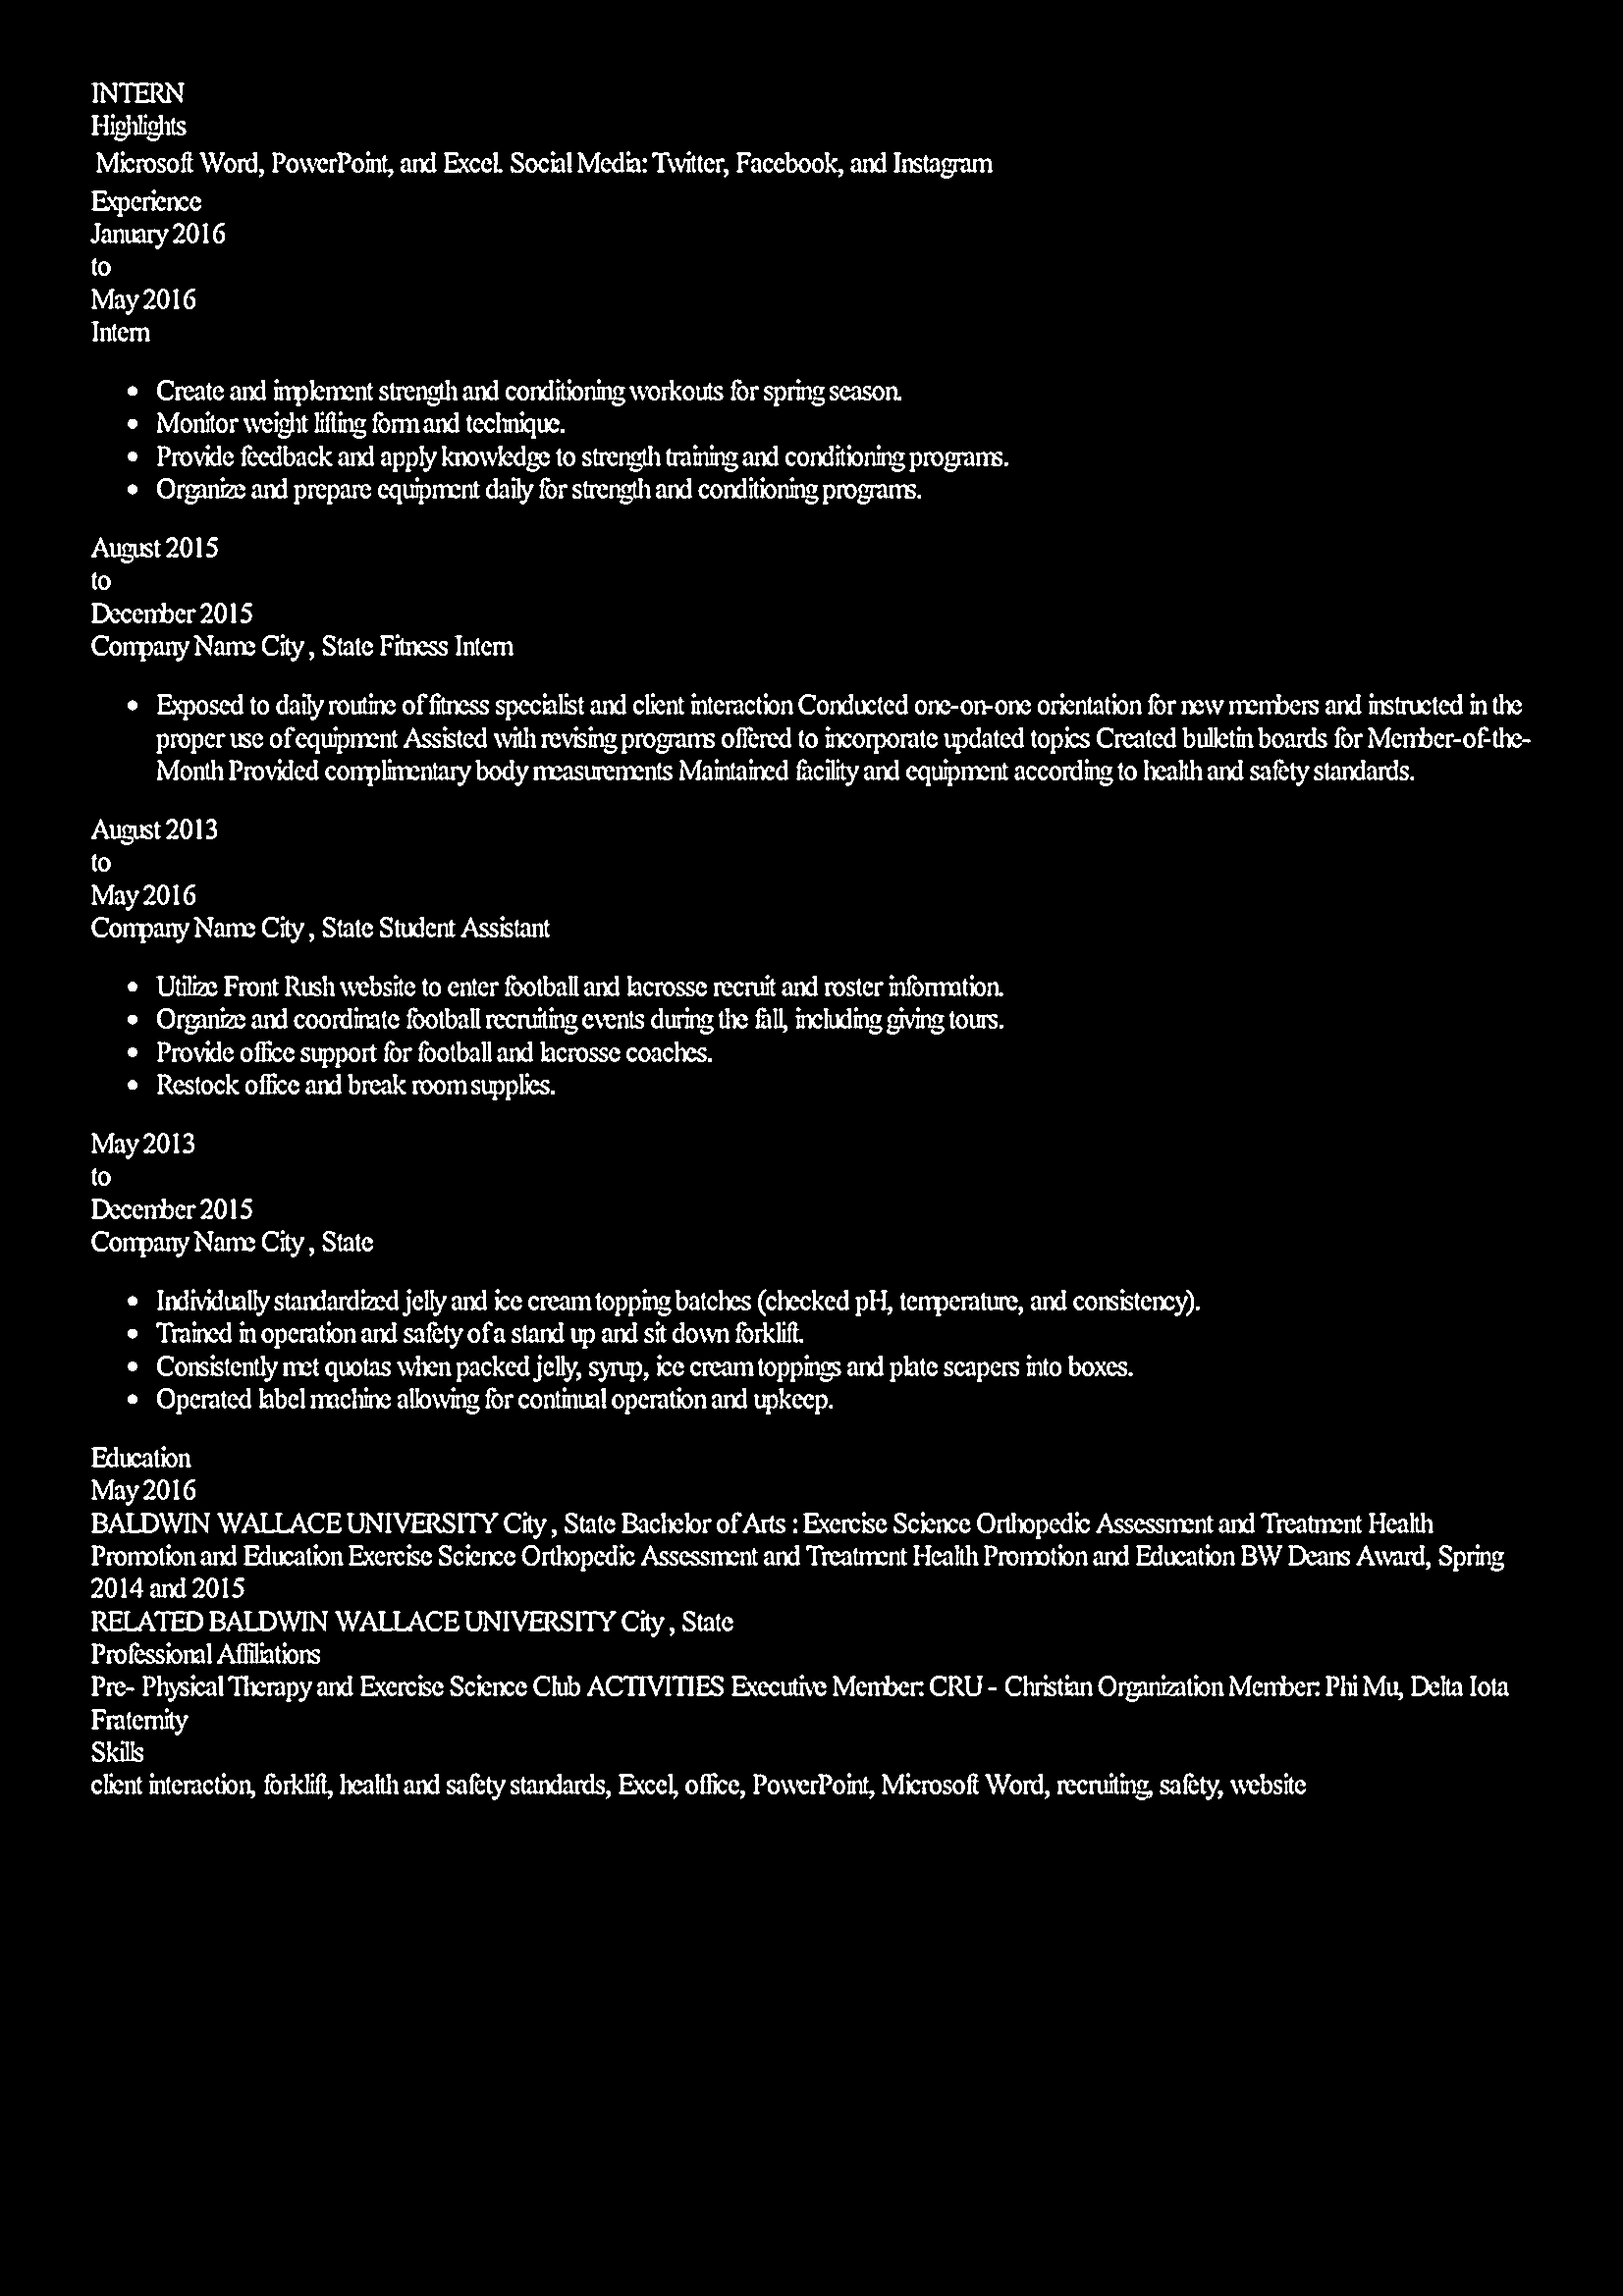 INTERN
Highlights
Microsoft Word, PowerPoint, and Excel. Social Media: Twitter, Facebook, and Instagram
Experience
January 2016
to
May 2016
Intern
• Create and implement strength and conditioning workouts for spring season.
• Monitor weight lifting form and technique.
• Provide feedback and apply knowledge to strength training and conditioning programs.
• Organize and prepare equipment daily for strength and conditioning programs.
August 2015
to
December 2015
Company Name City , State Fitness Intern
• Exposed to daily routine of fitness specialist and client interaction Conducted one-on-one orientation for new members and instructed in the
proper use of equipment Assisted with revising programs offered to incorporate updated topics Created bulletin boards for Member-of-the-
Month Provided complimentary body measurements Maintained facility and equipment according to health and safety standards.
August 2013
to
May 2016
Company Name City , State Student Assistant
• Utilize Front Rush website to enter football and lacrosse recruit and roster information.
• Organize and coordinate football recruiting events during the fall, including giving tours.
• Provide office support for football and lacrosse coaches.
• Restock office and break room supplies.
May 2013
to
December 2015
Company Name City , State
• Individually standardized jelly and ice cream topping batches (checked pH, temperature, and consistency).
• Trained in operation and safety of a stand up and sit down forklift.
• Consistently met quotas when packed jelly, syrup, ice cream toppings and plate scapers into boxes.
• Operated label machine allowing for continual operation and upkeep.
Education
May 2016
BALDWIN WALLACE UNIVERSITY City , State Bachelor of Arts : Exercise Science Orthopedic Assessment and Treatment Health
Promotion and Education Exercise Science Orthopedic Assessment and Treatment Health Promotion and Education BW Deans Award, Spring
2014 and 2015
RELATED BALDWIN WALLACE UNIVERSITY City , State
Professional Affiliations
Pre- Physical Therapy and Exercise Science Club ACTIVITIES Executive Member: CRU - Christian Organization Member: Phi Mu, Delta Iota
Fraternity
Skills
client interaction, forklift, health and safety standards, Excel, office, PowerPoint, Microsoft Word, recruiting, safety, website